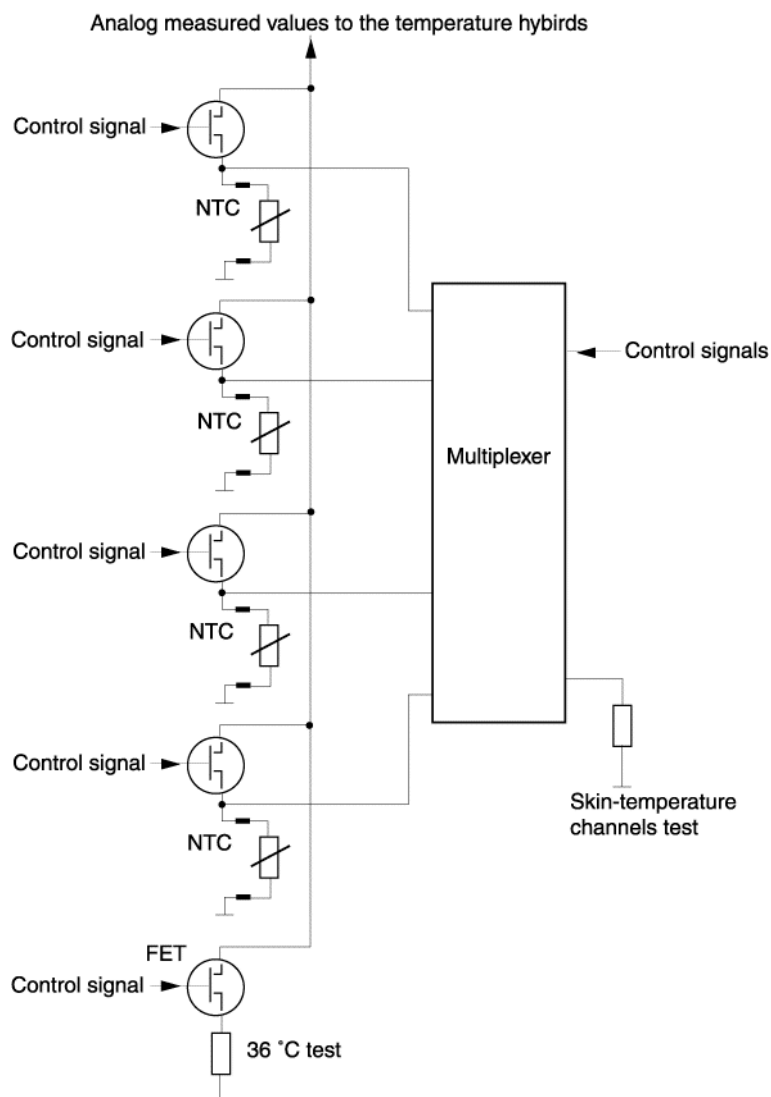 Analog measured values to the temperature hybirds
Control signal
NTC
Control signal
Control signals
NTC
Multiplexer
Control signal
NTC
Control signal
Skin-temperature
channels test
NTC
FET
Control signal
36 ˚C test